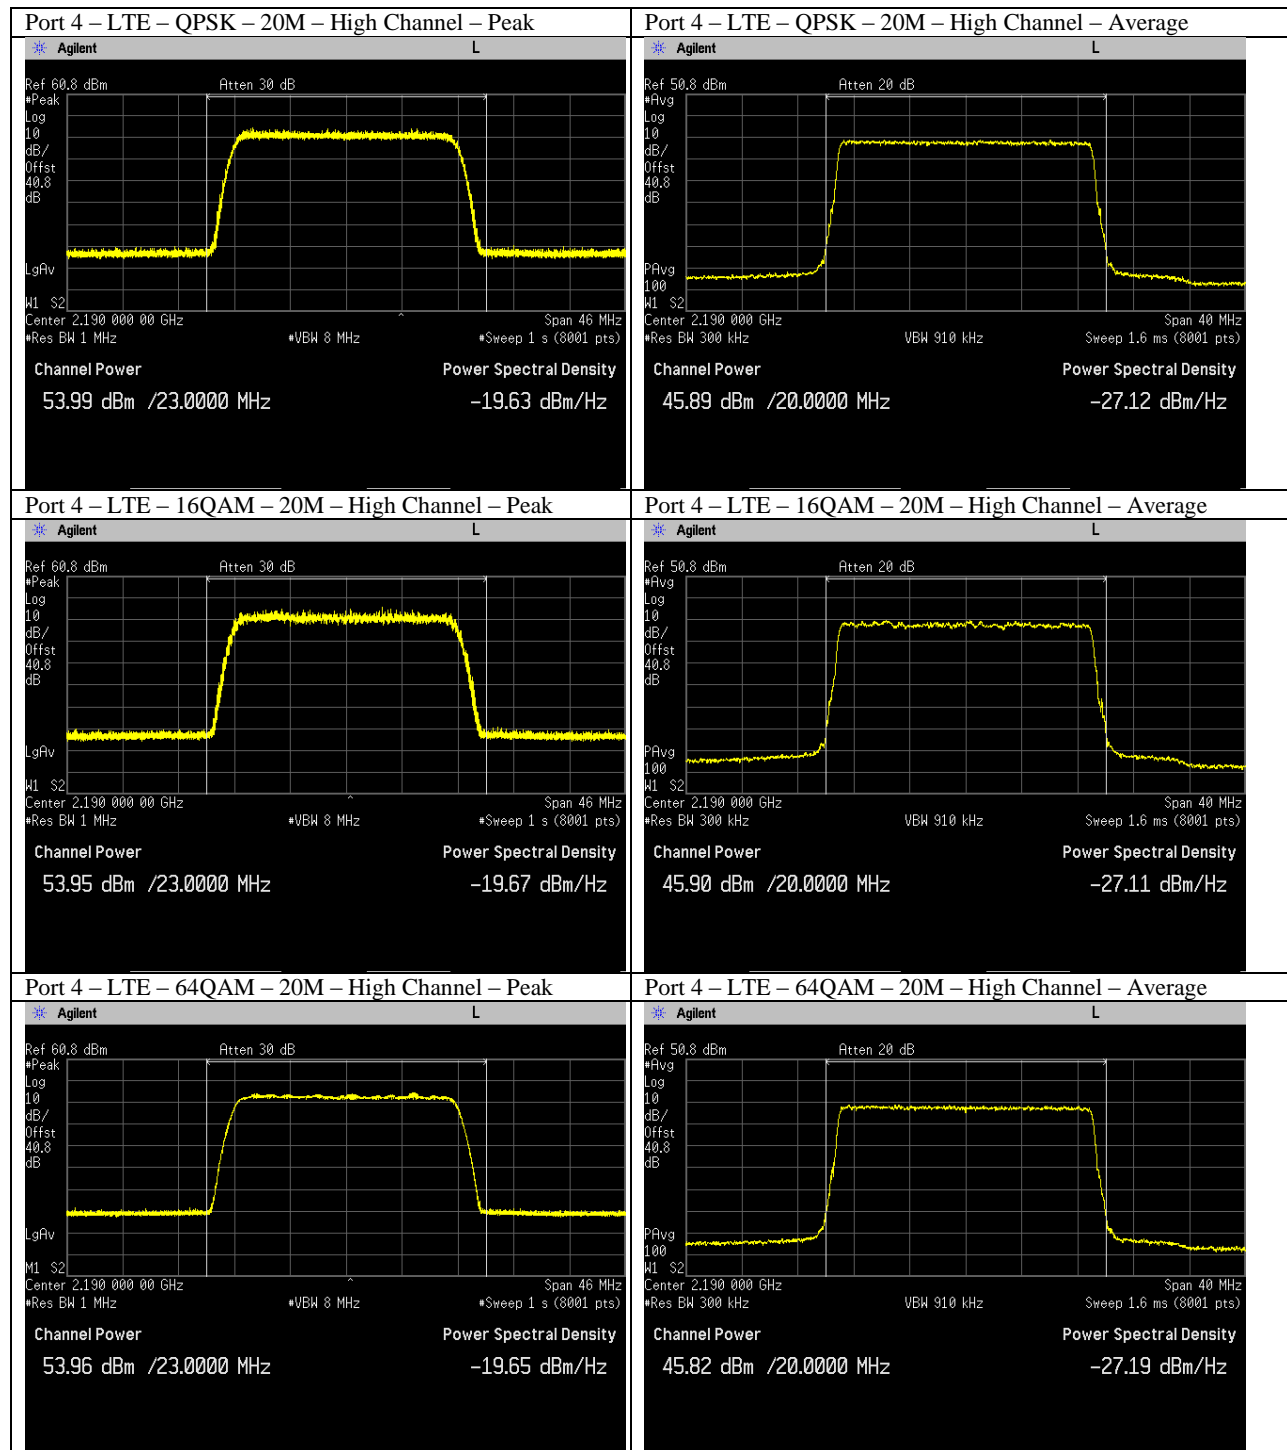 Port 4 – LTE – QPSK – 20M – High Channel – Peak
Agilent
L
Ref 60.8 dBm
Atten 30 dB
#Peak
Log
10
dB/
Offst
40.8
dB
LgAv
W1 S2
Center 2.190 000 00 GHz
Span 46 MHz
#Res BW 1 MHz
#VBW 8 MHz
#Sweep 1 s (8001 pts)
Channel Power
Power Spectral Density
53.99 dBm /23.0000 MHz
-19.63 dBm/Hz
Port 4 – LTE – QPSK – 20M – High Channel – Average
Agilent
L
Ref 50.8 dBm
Atten 20 dB
#Avg
Log
10
dB/
Offst
40.8
dB
PAvg
100
W1 S2
Center 2.190 000 GHz
Span 40 MHz
#Res BW 300 kHz
VBW 910 kHz
Sweep 1.6 ms (8001 pts)
Channel Power
Power Spectral Density
45.89 dBm /20.0000 MHz
-27.12 dBm/Hz
Port 4 – LTE – 16QAM – 20M – High Channel – Peak
Agilent
L
Ref 60.8 dBm
Atten 30 dB
#Peak
Log
10
dB/
Offst
40.8
dB
LgAv
W1 S2
Center 2.190 000 00 GHz
Span 46 MHz
#Res BW 1 MHz
#VBW 8 MHz
#Sweep 1 s (8001 pts)
Channel Power
Power Spectral Density
53.95 dBm /23.0000 MHz
-19.67 dBm/Hz
Port 4 – LTE – 16QAM – 20M – High Channel – Average
Agilent
L
Ref 50.8 dBm
Atten 20 dB
#Avg
Log
10
dB/
Offst
40.8
dB
PAvg
100
W1 S2
Center 2.190 000 GHz
Span 40 MHz
#Res BW 300 kHz
VBW 910 kHz
Sweep 1.6 ms (8001 pts)
Channel Power
Power Spectral Density
45.90 dBm /20.0000 MHz
-27.11 dBm/Hz
Port 4 – LTE – 64QAM – 20M – High Channel – Peak
Agilent
L
Ref 60.8 dBm
Atten 30 dB
#Peak
Log
10
dB/
Offst
40.8
dB
LgAv
M1 S2
Center 2.190 000 00 GHz
Span 46 MHz
#Res BW 1 MHz
#VBW 8 MHz
#Sweep 1 s (8001 pts)
Channel Power
Power Spectral Density
53.96 dBm /23.0000 MHz
-19.65 dBm/Hz
Port 4 – LTE – 64QAM – 20M – High Channel – Average
Agilent
L
Ref 50.8 dBm
Atten 20 dB
#Avg
Log
10
dB/
Offst
40.8
dB
PAvg
100
W1 S2
Center 2.190 000 GHz
Span 40 MHz
#Res BW 300 kHz
VBW 910 kHz
Sweep 1.6 ms (8001 pts)
Channel Power
Power Spectral Density
45.82 dBm /20.0000 MHz
-27.19 dBm/Hz